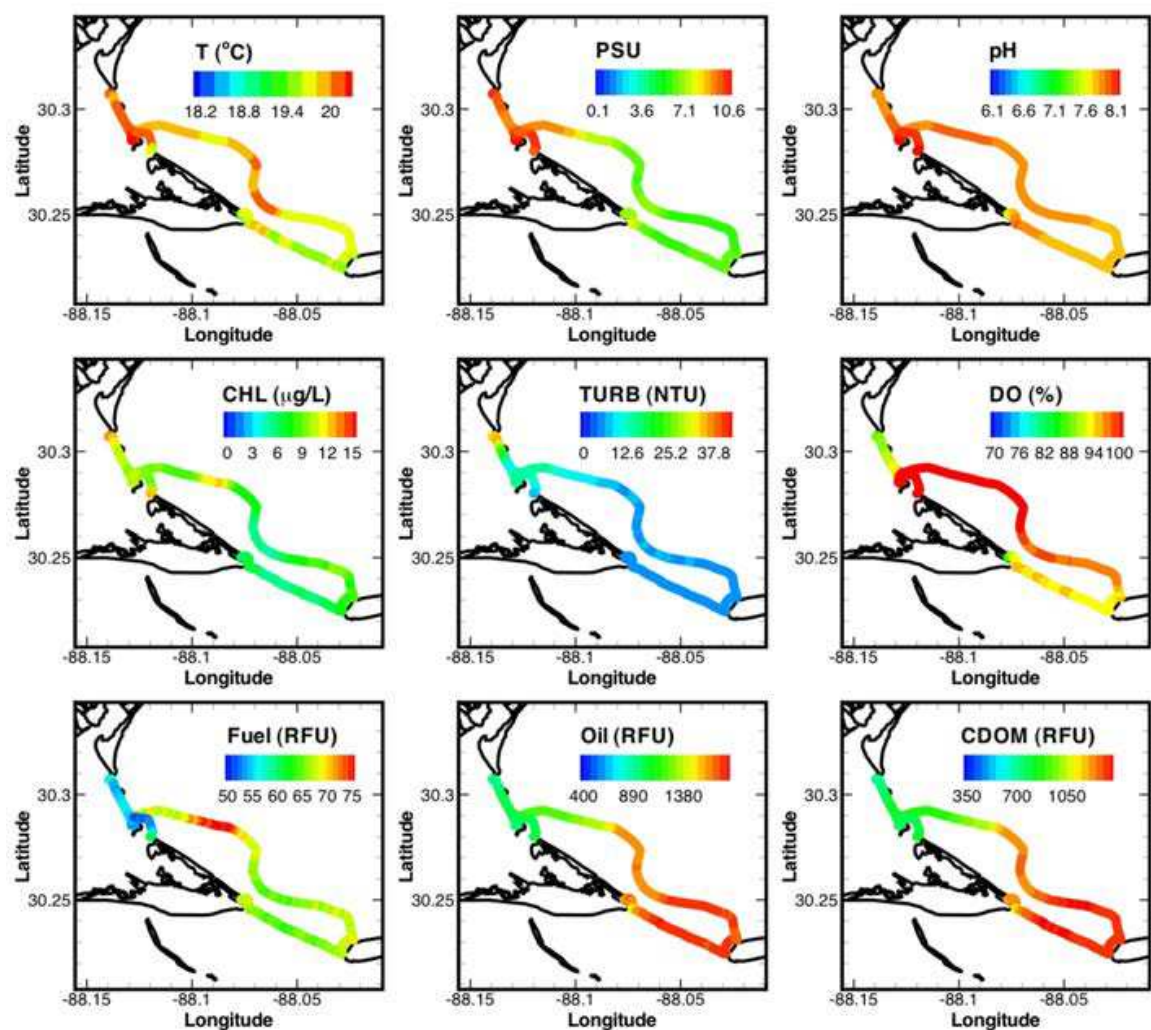 T (°C)
18.2 18.8 19.4 20
30.3
30.25
Latitude
-88.15 -88.1 -88.05
Longitude
PSU
0.1 3.6 7.1 10.6
30.3
30.25
Latitude
-88.15 -88.1 -88.05
Longitude
pH
6.1 6.6 7.1 7.6 8.1
30.3
30.25
Latitude
-88.15 -88.1 -88.05
Longitude
CHL (μg/L)
0 3 6 9 12 15
30.3
30.25
Latitude
-88.15 -88.1 -88.05
Longitude
TURB (NTU)
0 12.6 25.2 37.8
30.3
30.25
Latitude
-88.15 -88.1 -88.05
Longitude
DO (%)
70 76 82 88 94 100
30.3
30.25
Latitude
-88.15 -88.1 -88.05
Longitude
Fuel (RFU)
50 55 60 65 70 75
30.3
30.25
Latitude
-88.15 -88.1 -88.05
Longitude
Oil (RFU)
400 890 1380
30.3
30.25
Latitude
-88.15 -88.1 -88.05
Longitude
CDOM (RFU)
350 700 1050
30.3
30.25
Latitude
-88.15 -88.1 -88.05
Longitude